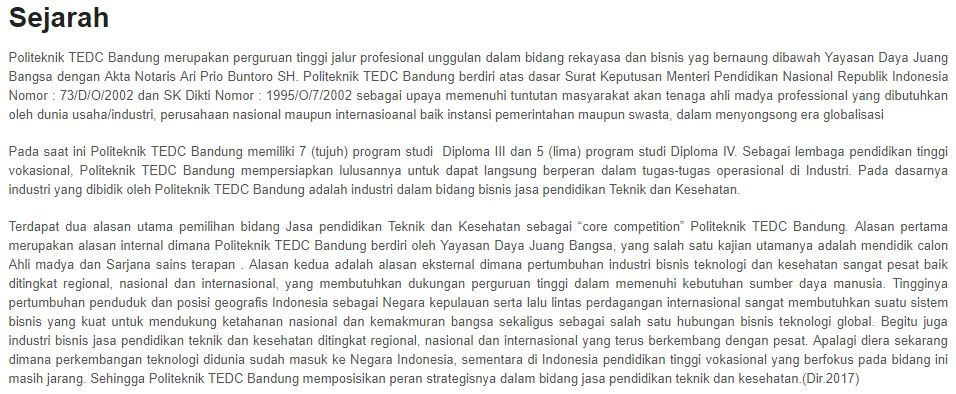 Sejarah
Politeknik TEDC Bandung merupakan perguruan tinggi jalur profesional unggulan dalam bidang rekayasa dan bisnis yag bernaung dibawah Yayasan Daya Juang
Bangsa dengan Akta Notaris Ari Prio Buntoro SH. Politeknik TEDC Bandung berdiri atas dasar Surat Keputusan Menteri Pendidikan Nasional Republik Indonesia
Nomor : 73/D/O/2002 dan SK Dikti Nomor : 1995/O/7/2002 sebagai upaya memenuhi tuntutan masyarakat akan tenaga ahli madya professional yang dibutuhkan
oleh dunia usaha/industri, perusahaan nasional maupun internasioanal baik instansi pemerintahan maupun swasta, dalam menyongsong era globalisasi
Pada saat ini Politeknik TEDC Bandung memiliki 7 (tujuh) program studi  Diploma III dan 5 (lima) program studi Diploma IV. Sebagai lembaga pendidikan tinggi
vokasional, Politeknik TEDC Bandung mempersiapkan lulusannya untuk dapat langsung berperan dalam tugas-tugas operasional di Industri. Pada dasarnya
industri yang dibidik oleh Politeknik TEDC Bandung adalah industri dalam bidang bisnis jasa pendidikan Teknik dan Kesehatan.
Terdapat dua alasan utama pemilihan bidang Jasa pendidikan Teknik dan Kesehatan sebagai “core competition” Politeknik TEDC Bandung. Alasan pertama
merupakan alasan internal dimana Politeknik TEDC Bandung berdiri oleh Yayasan Daya Juang Bangsa, yang salah satu kajian utamanya adalah mendidik calon
Ahli madya dan Sarjana sains terapan . Alasan kedua adalah alasan eksternal dimana pertumbuhan industri bisnis teknologi dan kesehatan sangat pesat baik
ditingkat regional, nasional dan internasional, yang membutuhkan dukungan perguruan tinggi dalam memenuhi kebutuhan sumber daya manusia. Tingginya
pertumbuhan penduduk dan posisi geografis Indonesia sebagai Negara kepulauan serta lalu lintas perdagangan internasional sangat membutuhkan suatu sistem
bisnis yang kuat untuk mendukung ketahanan nasional dan kemakmuran bangsa sekaligus sebagai salah satu hubungan bisnis teknologi global. Begitu juga
industri bisnis jasa pendidikan teknik dan kesehatan ditingkat regional, nasional dan internasional yang terus berkembang dengan pesat. Apalagi diera sekarang
dimana perkembangan teknologi didunia sudah masuk ke Negara Indonesia, sementara di Indonesia pendidikan tinggi vokasional yang berfokus pada bidang ini
masih jarang. Sehingga Politeknik TEDC Bandung memposisikan peran strategisnya dalam bidang jasa pendidikan teknik dan kesehatan.(Dir.2017)